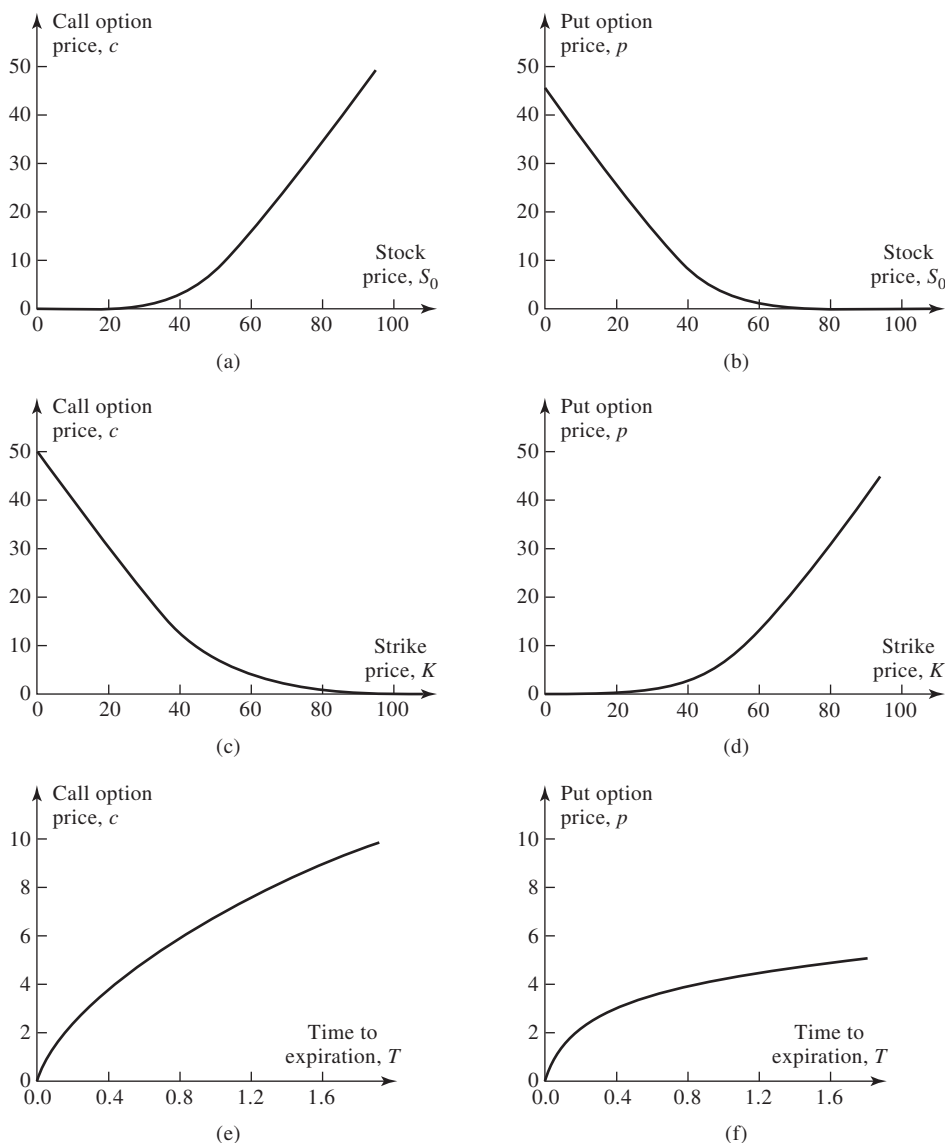 Call option
price, c
50
40
30
20
10
0
Stock
price, S0
0 20 40 60 80 100
(a)
Put option
price, p
50
40
30
20
10
0
Stock
price, S0
0 20 40 60 80 100
(b)
Call option
price, c
50
40
30
20
10
0
Strike
price, K
0 20 40 60 80 100
(c)
Put option
price, p
50
40
30
20
10
0
Strike
price, K
0 20 40 60 80 100
(d)
Call option
price, c
10
8
6
4
2
0
Time to
expiration, T
0.0 0.4 0.8 1.2 1.6
(e)
Put option
price, p
10
8
6
4
2
0
Time to
expiration, T
0.0 0.4 0.8 1.2 1.6
(f)